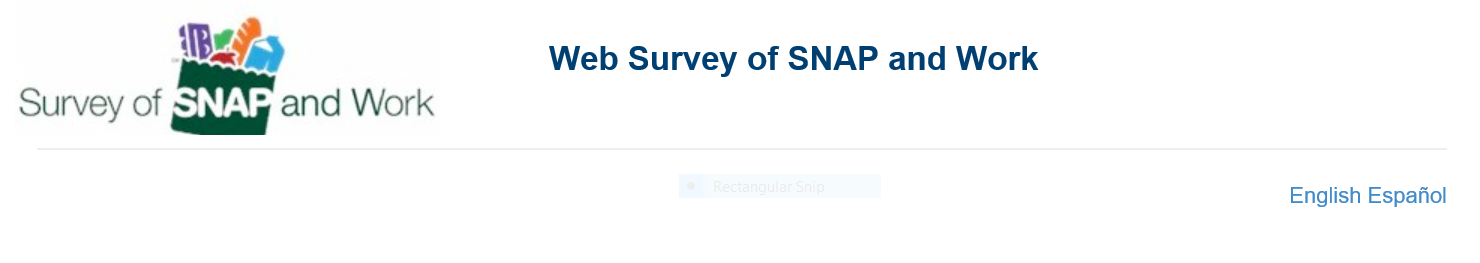 Survey of SNAP and Work
Web Survey of SNAP and Work
Rectangular Snip
English Español